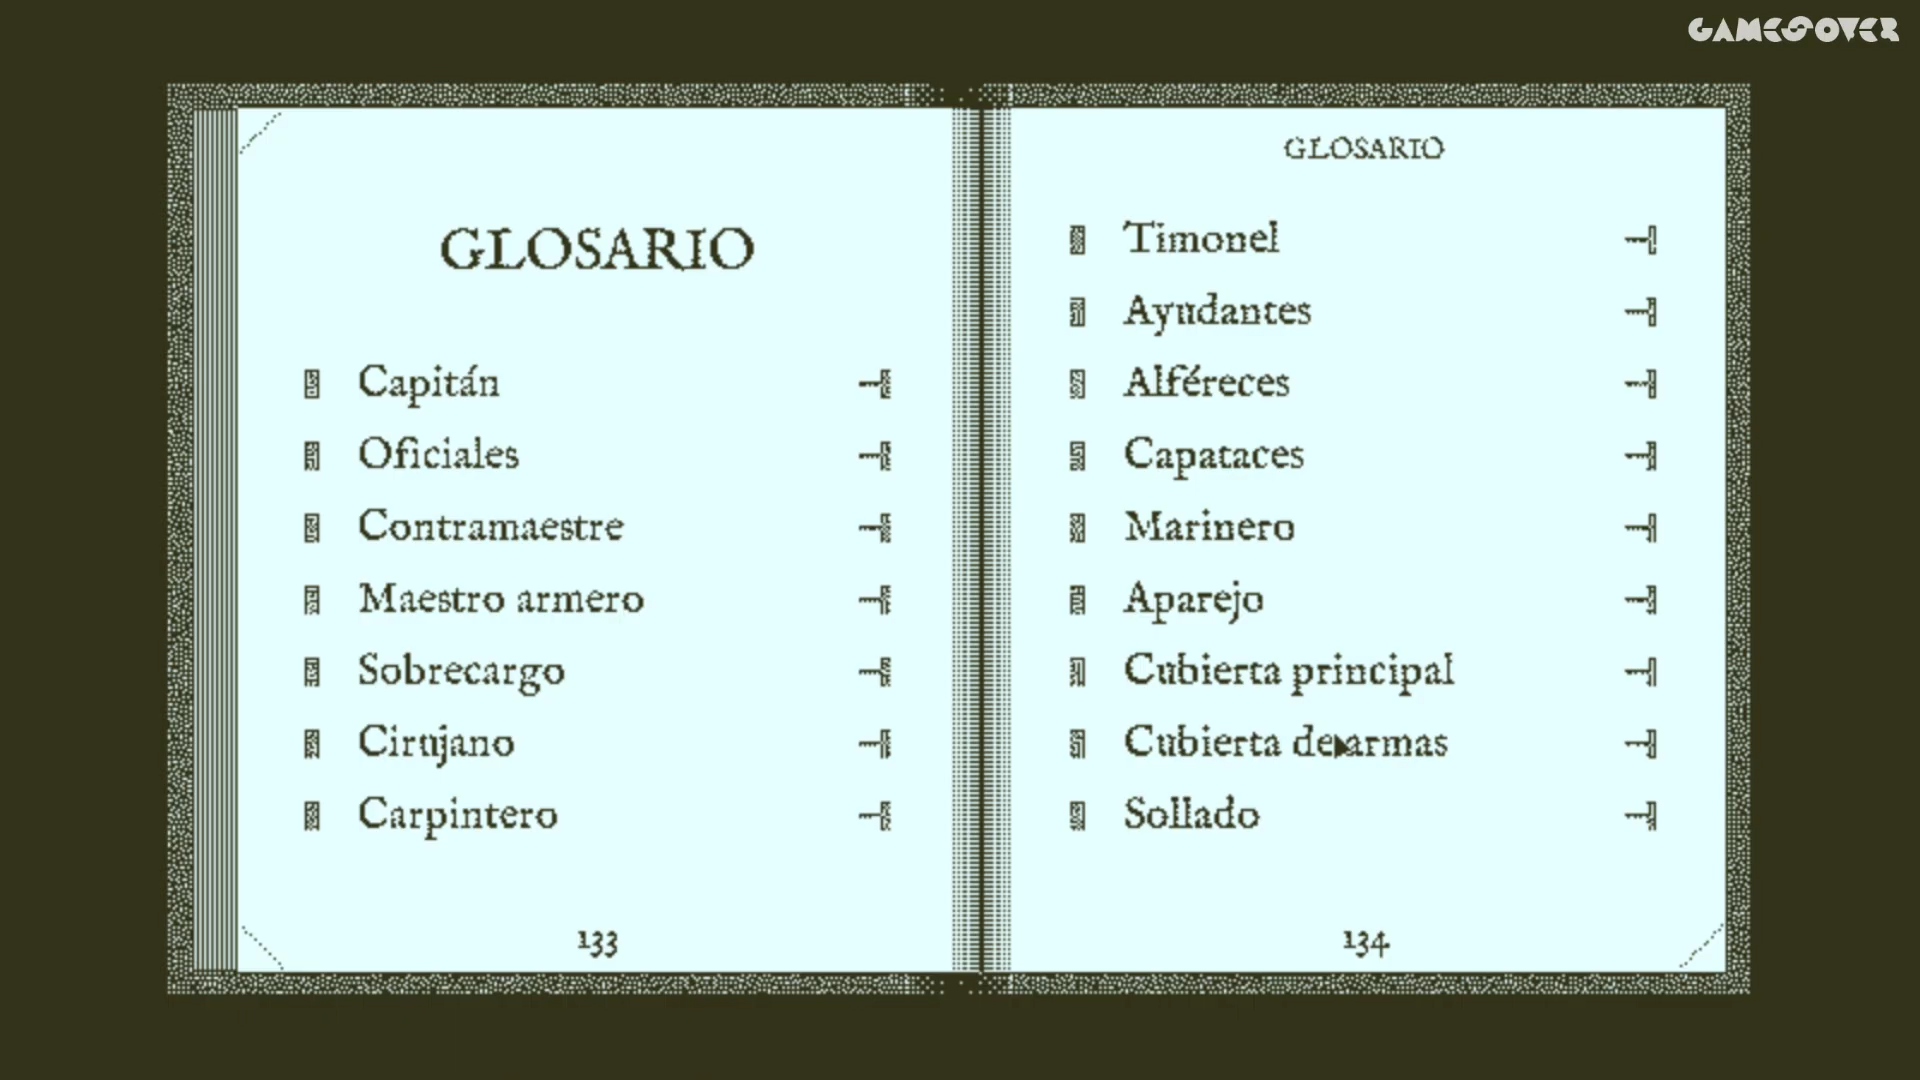 GAMESOVER
GLOSARIO
Capitán
Oficiales
Contramaestre
Maestro armero
Sobrecargo
Cirujano
Carpintero
133
GLOSARIO
Timonel
Ayudantes
Alféreces
Capataces
Marinero
Aparejo
Cubierta principal
Cubierta de armas
Sollado
134